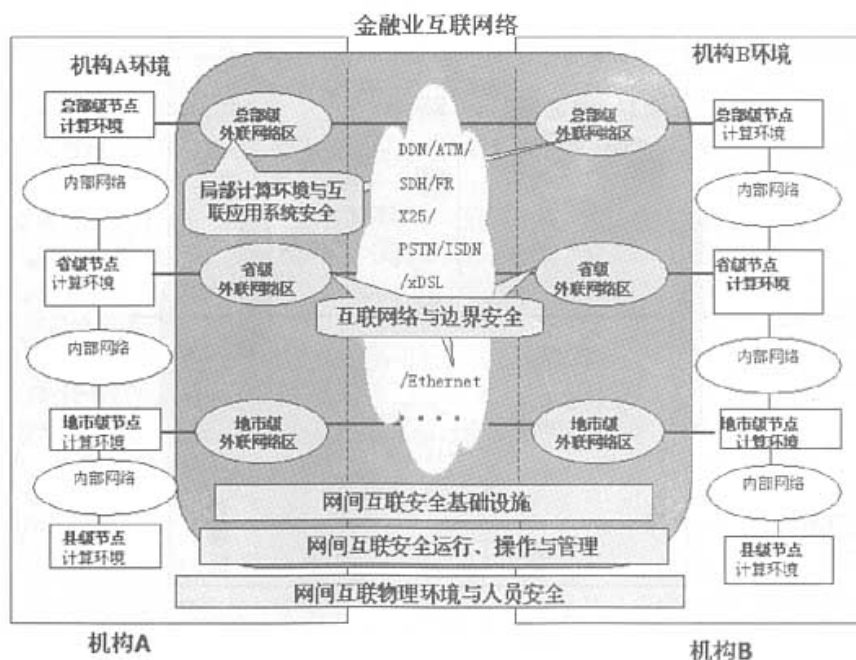 金融业互联网络
机构A环境
机构B环境
总部级节点
计算环境
总部级
外联网络区
总部级
外联网络区
总部级节点
计算环境
DDN/ATM/
SDH/FR
X25/
PSTN/ISDN
/xDSL
/Ethernet
....
内部网络
局部计算环境与互
联应用系统安全
内部网络
省级节点
计算环境
省级
外联网络区
省级
外联网络区
省级节点
计算环境
互联网络与边界安全
内部网络
内部网络
地市级节点
计算环境
地市级
外联网络区
地市级
外联网络区
地市级节点
计算环境
内部网络
内部网络
网间互联安全基础设施
县级节点
计算环境
网间互联安全运行、操作与管理
县级节点
计算环境
网间互联物理环境与人员安全
机构A
机构B